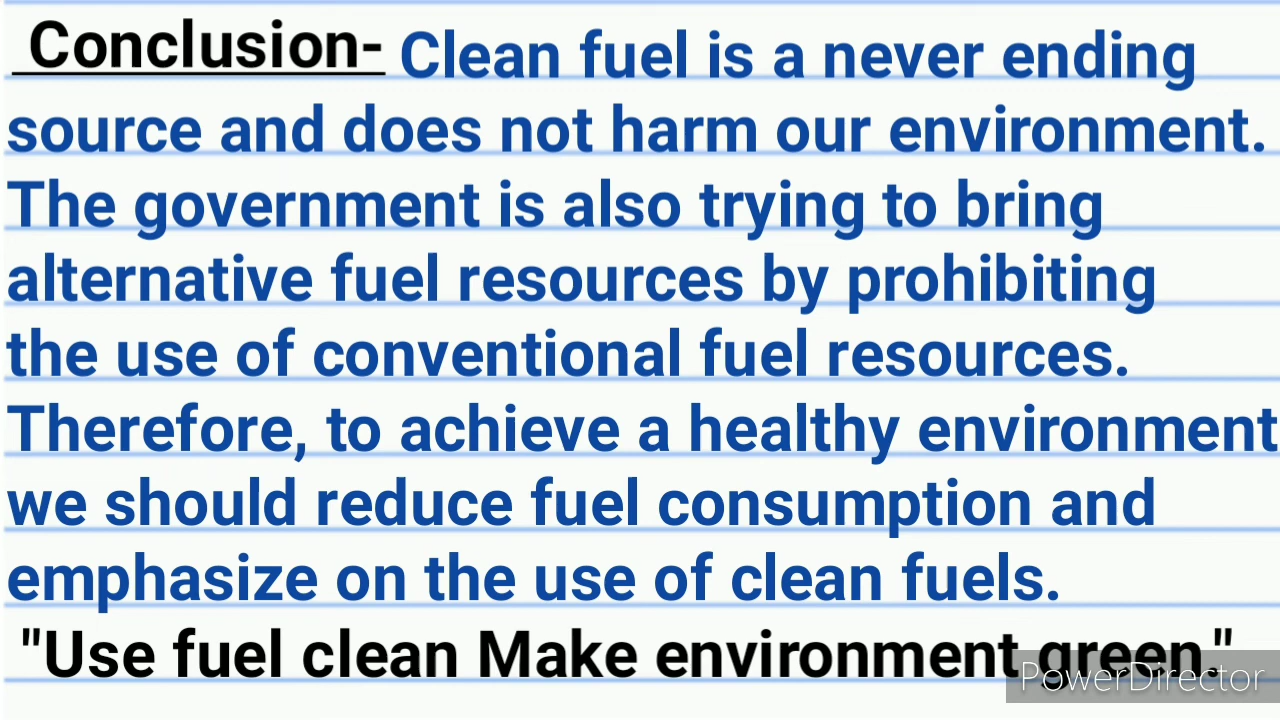 Conclusion- Clean fuel is a never ending
source and does not harm our environment.
The government is also trying to bring
alternative fuel resources by prohibiting
the use of conventional fuel resources.
Therefore, to achieve a healthy environment
we should reduce fuel consumption and
emphasize on the use of clean fuels.
"Use fuel clean Make environment green."
PowerDirector